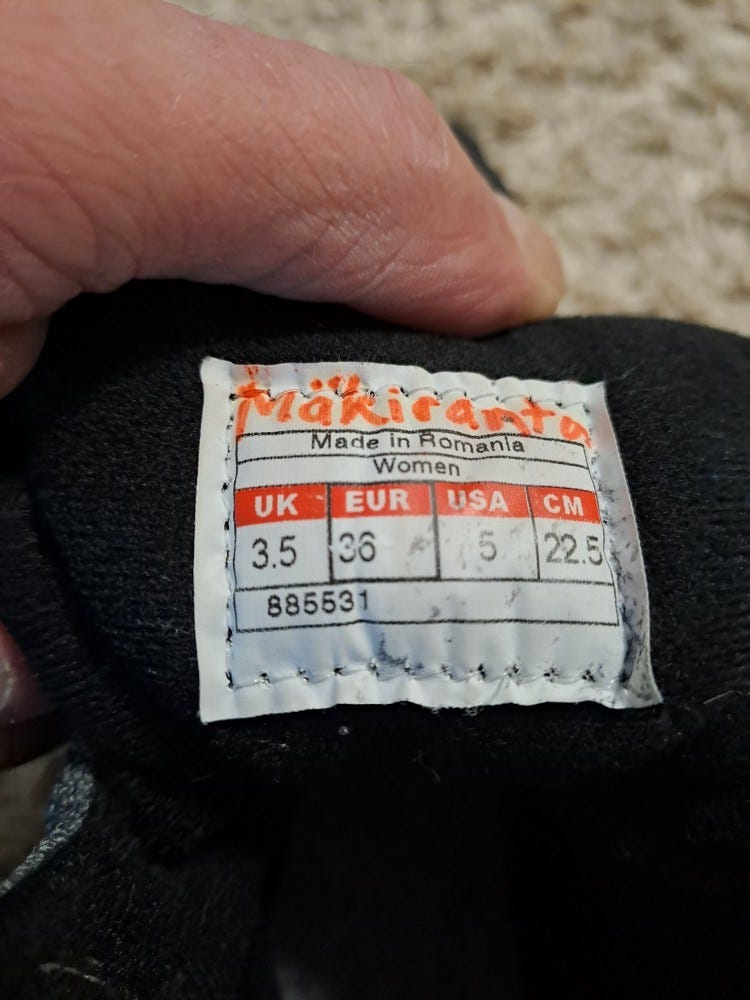 Mäkiranta
Made in Romania
Women
UK EUR USA CM
3.5 36 5 22.5
885531